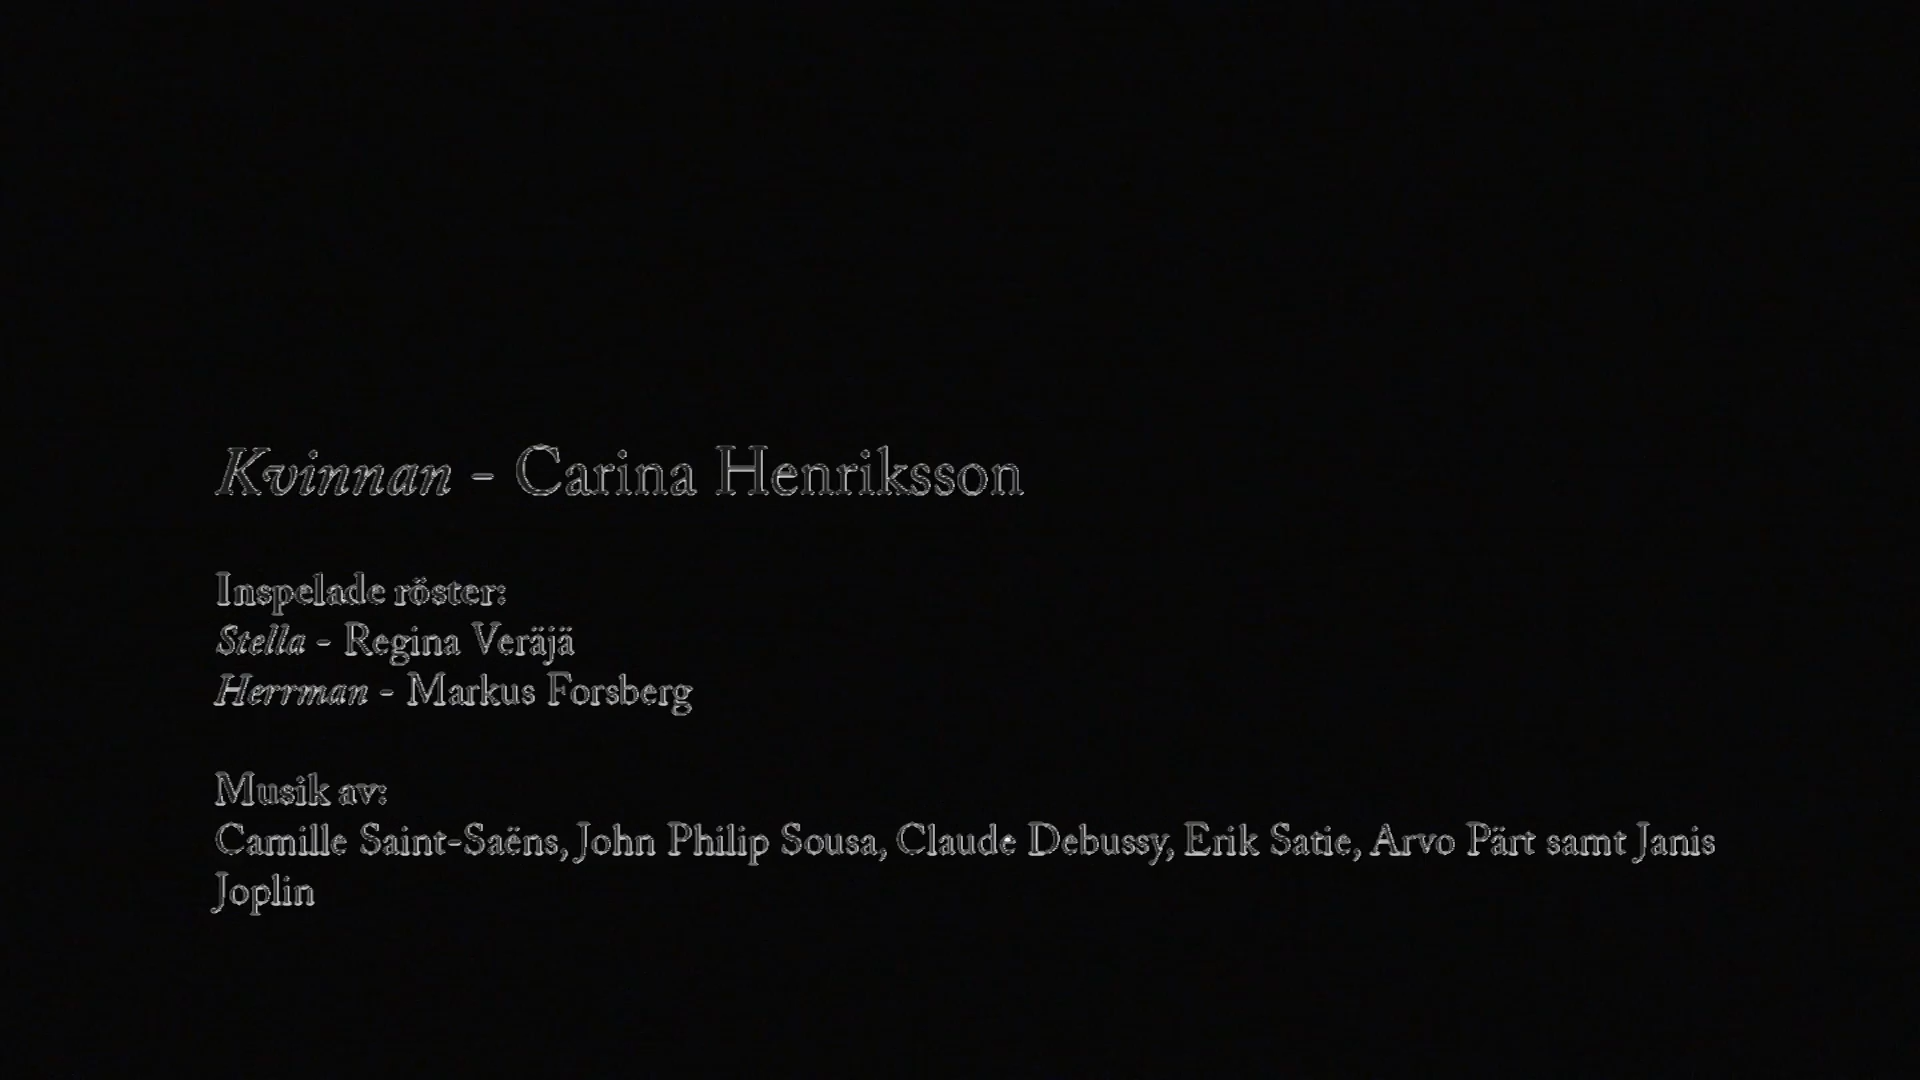 Kvinnan - Carina Henriksson
Inspelade röster:
Stella - Regina Veräjä
Herrman - Markus Forsberg
Musik av:
Camille Saint-Saëns, John Philip Sousa, Claude Debussy, Erik Satie, Arvo Pärt samt Janis
Joplin